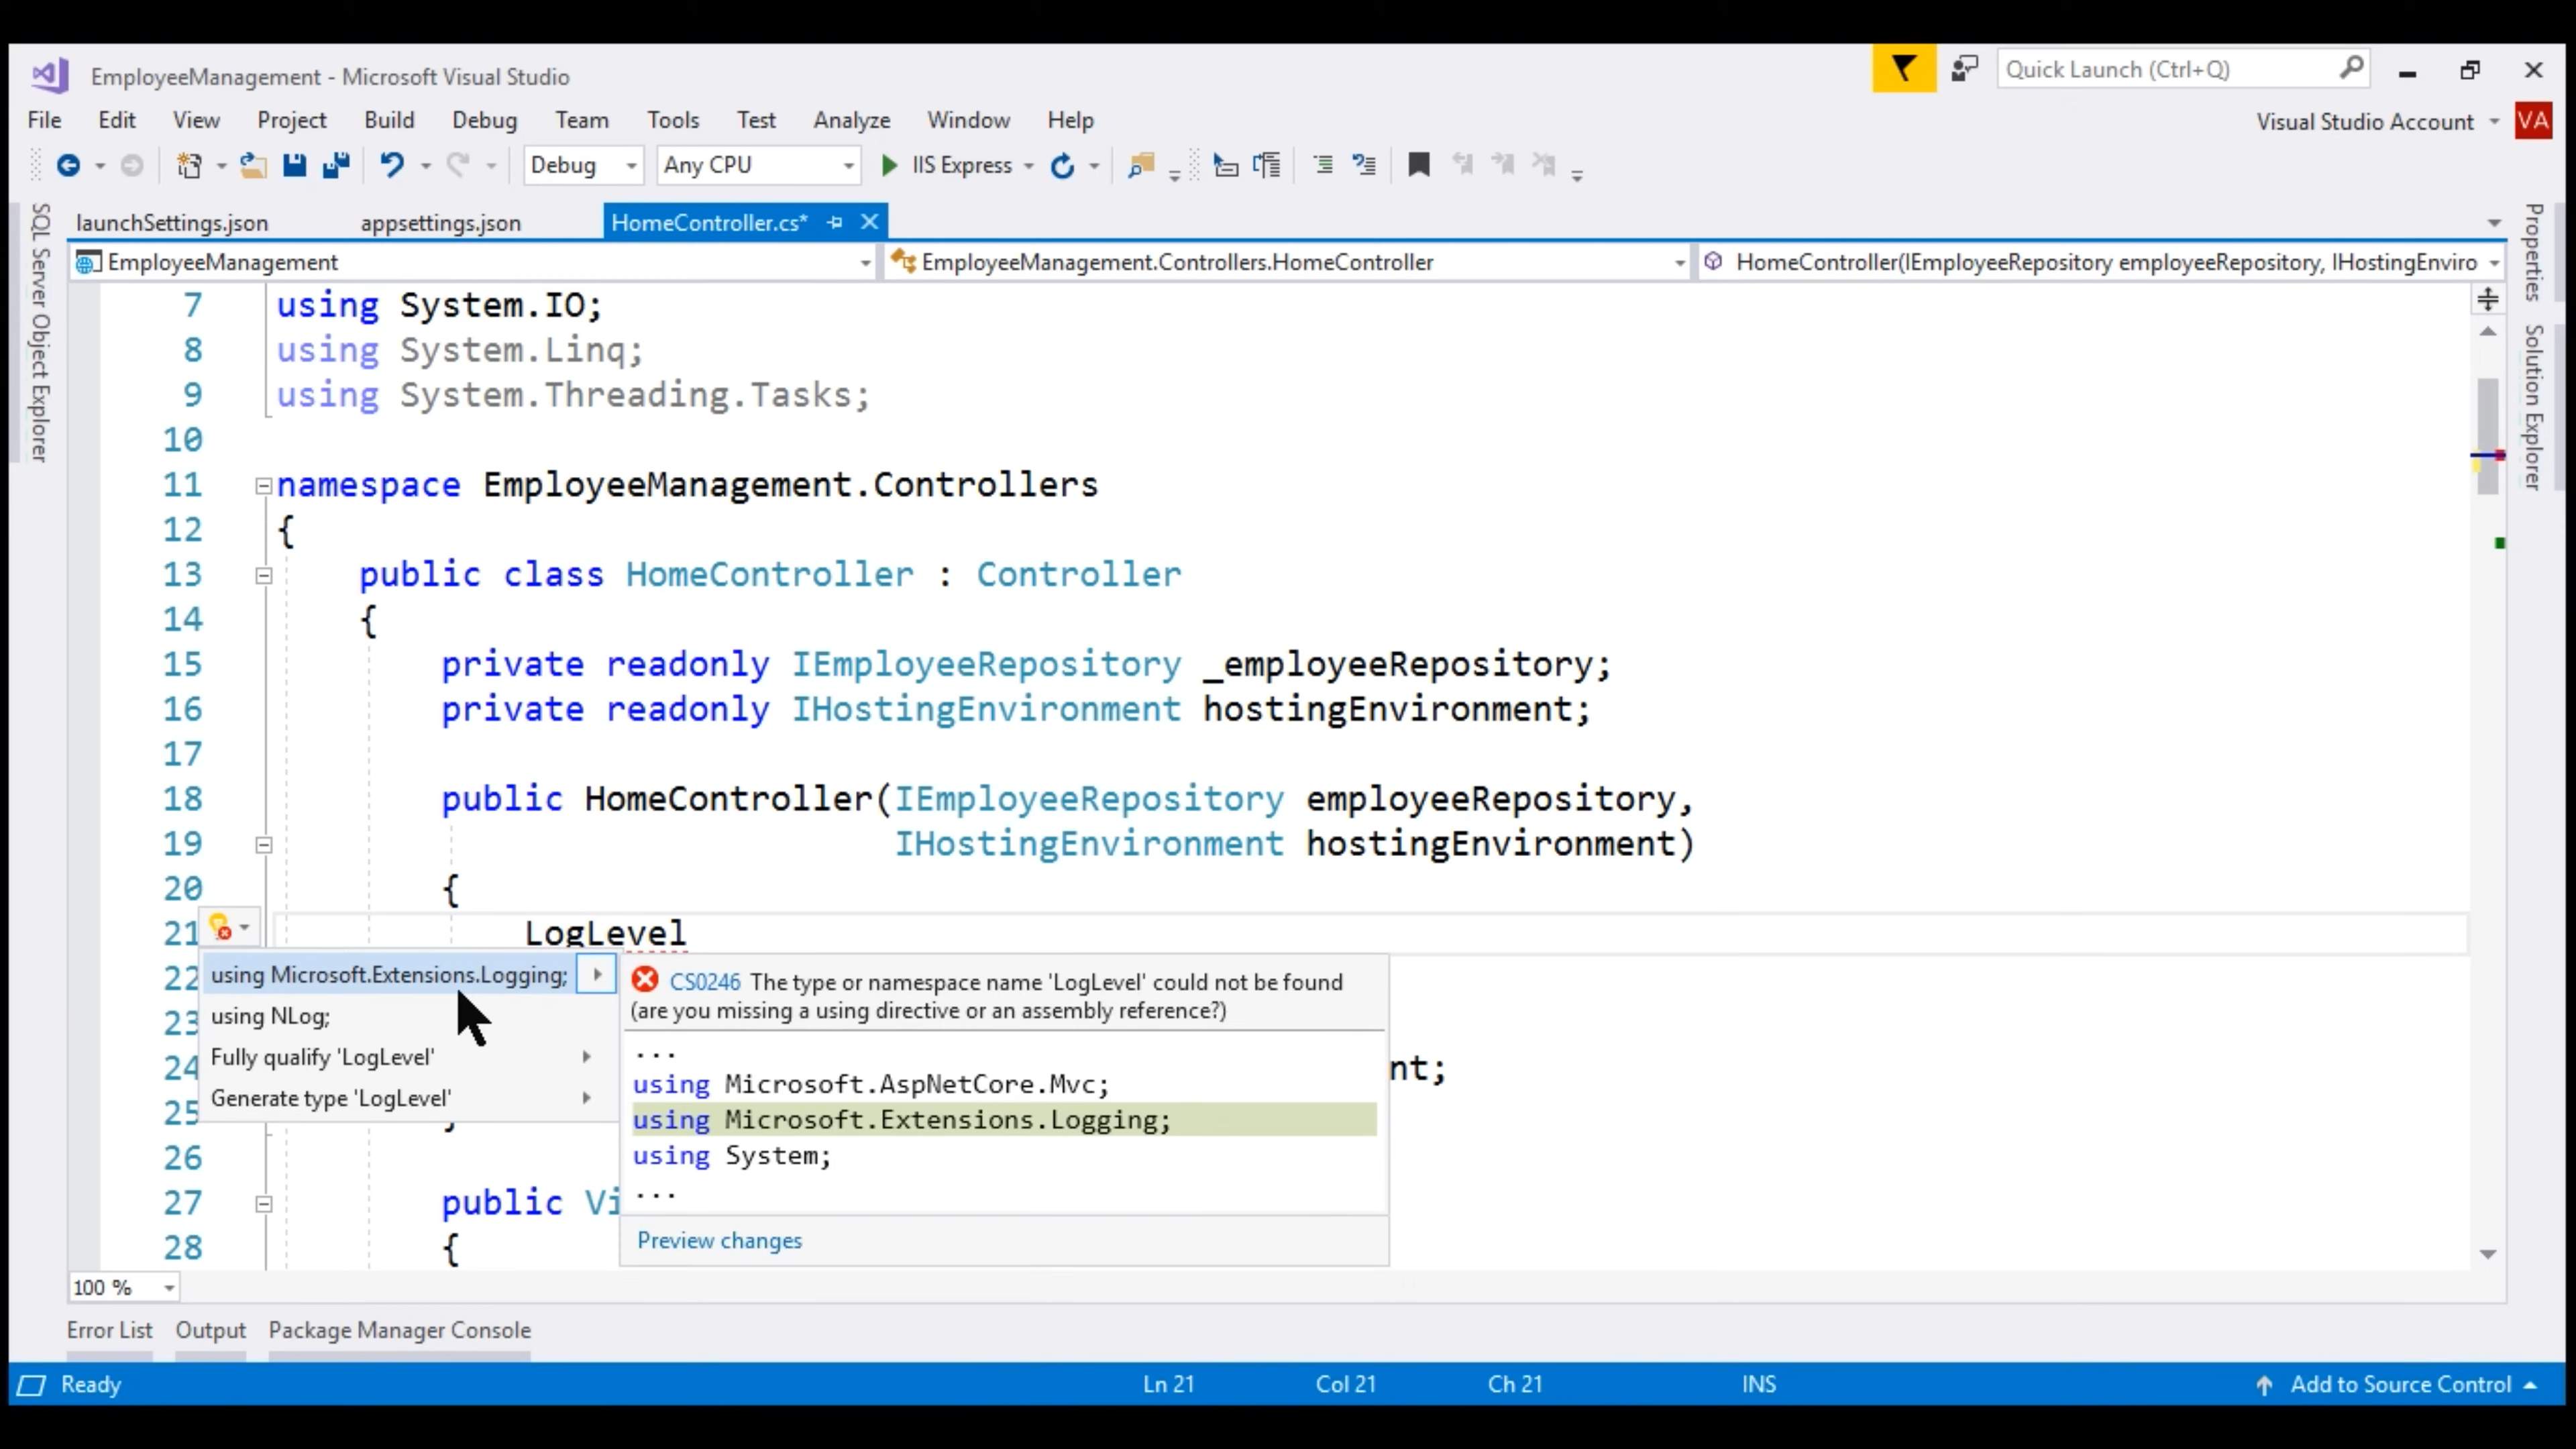 EmployeeManagement - Microsoft Visual Studio
Quick Launch (Ctrl+Q)
File Edit View Project Build Debug Team Tools Test Analyze Window Help
Visual Studio Account VA
Debug Any CPU IIS Express
launchSettings.json appsettings.json HomeController.cs*
EmployeeManagement EmployeeManagement.Controllers.HomeController HomeController(IEmployeeRepository employeeRepository, IHostingEnviro
SQL Server Object Explorer
Properties
Solution Explorer
7 using System.IO;
8 using System.Linq;
9 using System.Threading.Tasks;
10
11 namespace EmployeeManagement.Controllers
12 {
13 public class HomeController : Controller
14 {
15 private readonly IEmployeeRepository _employeeRepository;
16 private readonly IHostingEnvironment hostingEnvironment;
17
18 public HomeController(IEmployeeRepository employeeRepository,
19 IHostingEnvironment hostingEnvironment)
20 {
21 LogLevel
22
23
24 nt;
25 }
26
27 public Vi
28 {
using Microsoft.Extensions.Logging;
using NLog;
Fully qualify 'LogLevel'
Generate type 'LogLevel'
CS0246 The type or namespace name 'LogLevel' could not be found
(are you missing a using directive or an assembly reference?)
...
using Microsoft.AspNetCore.Mvc;
using Microsoft.Extensions.Logging;
using System;
...
Preview changes
100 %
Error List Output Package Manager Console
Ready Ln 21 Col 21 Ch 21 INS Add to Source Control